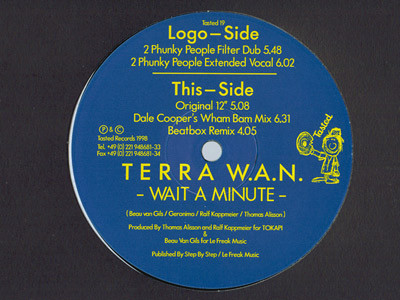 Tasted 19
Logo–Side
2 Phunky People Filter Dub 5,48
2 Phunky People Extended Vocal 6.02
This–Side
Original 12" 5.08
Dale Cooper's Wham Bam Mix 6,31
Beatbox Remix 4.05
Ⓟ & Ⓒ
Tasted Records 1998
Tel. +49 (0) 221 948681-33
Fax +49 (0) 221 948681-34
Tasted
TERRA W.A.N.
- WAIT A MINUTE -
( Beau van Gils / Geronimo / Ralf Kappmeier / Thomas Alisson )
Produced By Thomas Alisson and Ralf Kappmeier for TOKAPI
&
Beau Van Gils for Le Freak Music
Published By Step By Step / Le Freak Music